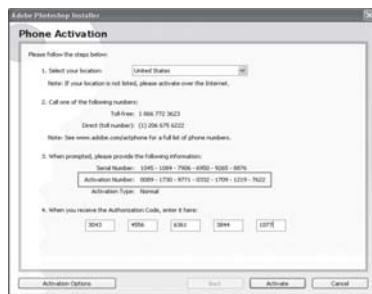 Adobe Photoshop Installer
Phone Activation
Please follow the steps below:
1. Select your location: United States
Note: If your location is not listed, please activate over the Internet.
2. Call one of the following numbers:
Toll-free: 1 866 772 3623
Direct (toll number): (1) 206 675 6222
Note: See www.adobe.com/actphone for a full list of phone numbers.
3. When prompted, please provide the following information:
Serial Number: 1045 - 1084 - 7906 - 6950 - 9265 - 8876
Activation Number: 0089 - 1730 - 9771 - 0332 - 1709 - 1219 - 7622
Activation Type: Normal
4. When you receive the Authorization Code, enter it here:
3043 4556 6361 3844 1077
Activation Options Back Activate Cancel